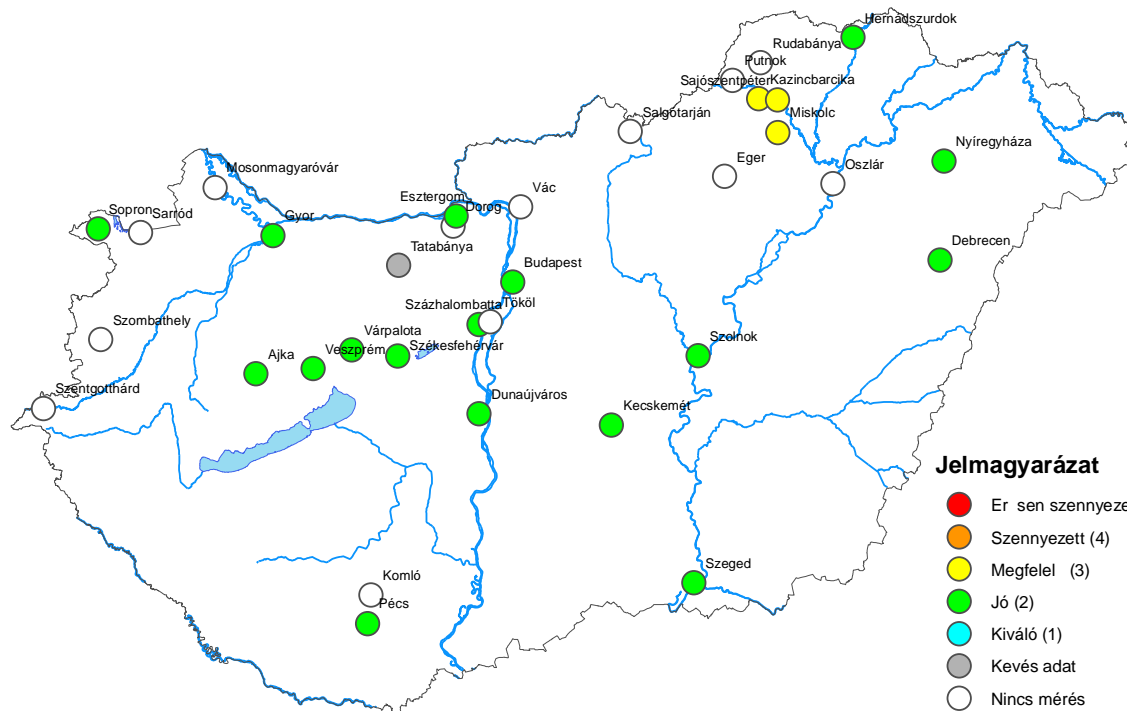 Hernádszurdok
Rudabánya
Putnok
Sajószentpéter
Kazincbarcika
Miskolc
Salgótarján
Nyíregyháza
Eger
Oszlár
Mosonmagyaróvár
Vác
Esztergom
Dorog
Sopron
Sarród
Gyor
Tatabánya
Debrecen
Budapest
Százhalombatta
Tököl
Szombathely
Várpalota
Veszprém
Székesfehérvár
Ajka
Szolnok
Szentgotthárd
Dunaújváros
Kecskemét
Jelmagyarázat
Er sen szennyeze
Szennyezett (4)
Megfelel (3)
Jó (2)
Kiváló (1)
Kevés adat
Nincs mérés
Szeged
Komló
Pécs